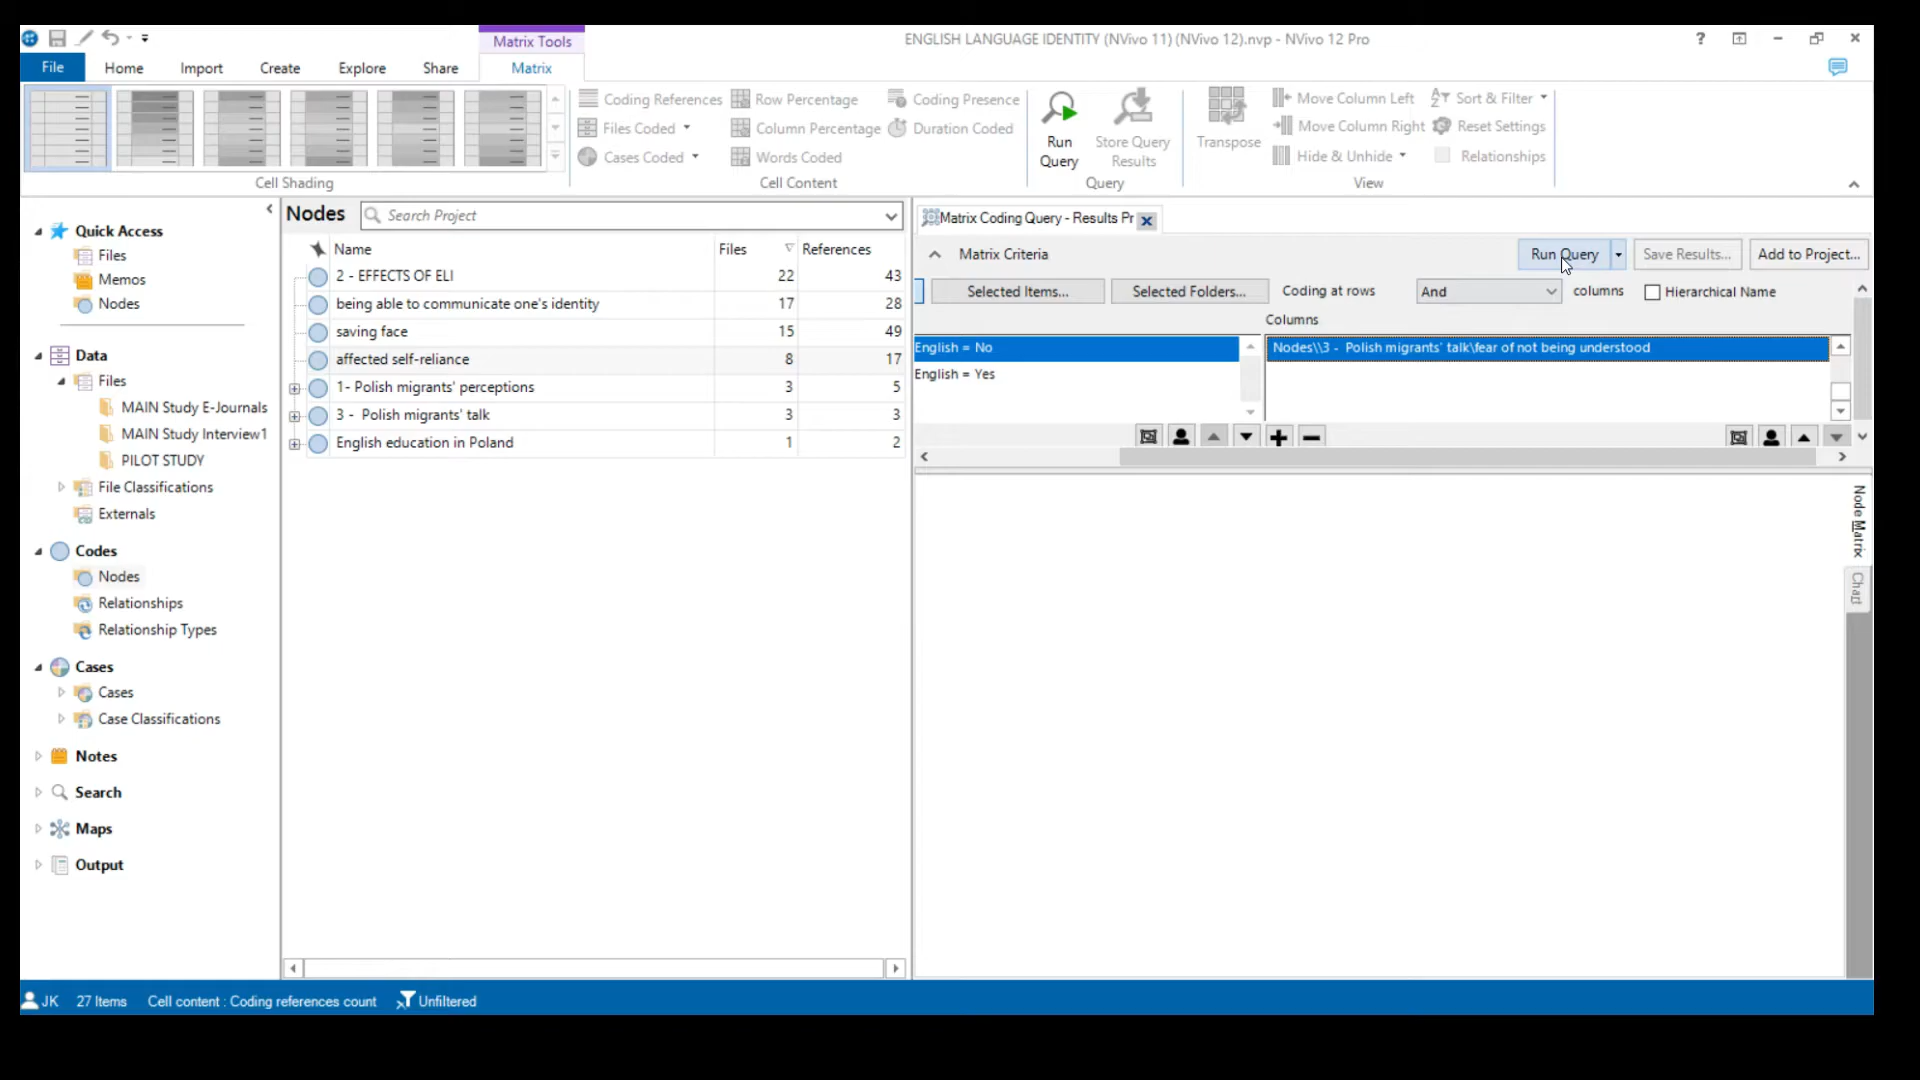 Matrix Tools
ENGLISH LANGUAGE IDENTITY (NVivo 11) (NVivo 12).nvp - NVivo 12 Pro
?
File Home Import Create Explore Share Matrix
Coding References
Files Coded
Cases Coded
Row Percentage
Column Percentage
Words Coded
Coding Presence
Duration Coded
Run
Query
Store Query
Results
Transpose
Move Column Left
Move Column Right
Hide & Unhide
Sort & Filter
Reset Settings
Relationships
Cell Shading
Cell Content
Query
View
Quick Access
Files
Memos
Nodes
Data
Files
MAIN Study E-Journals
MAIN Study Interview1
PILOT STUDY
File Classifications
Externals
Codes
Nodes
Relationships
Relationship Types
Cases
Cases
Case Classifications
Notes
Search
Maps
Output
Nodes
Search Project
Name Files References
2 - EFFECTS OF ELI 22 43
being able to communicate one's identity 17 28
saving face 15 49
affected self-reliance 8 17
1- Polish migrants' perceptions 3 5
3 -  Polish migrants' talk 3 3
English education in Poland 1 2
Matrix Coding Query - Results Pr
Matrix Criteria
Run Query
Save Results...
Add to Project...
Selected Items...
Selected Folders...
Coding at rows
And
columns
Hierarchical Name
Columns
English = No
English = Yes
Nodes\\3 -  Polish migrants' talk\fear of not being understood
Node Matrix
Chart
JK 27 Items Cell content : Coding references count Unfiltered